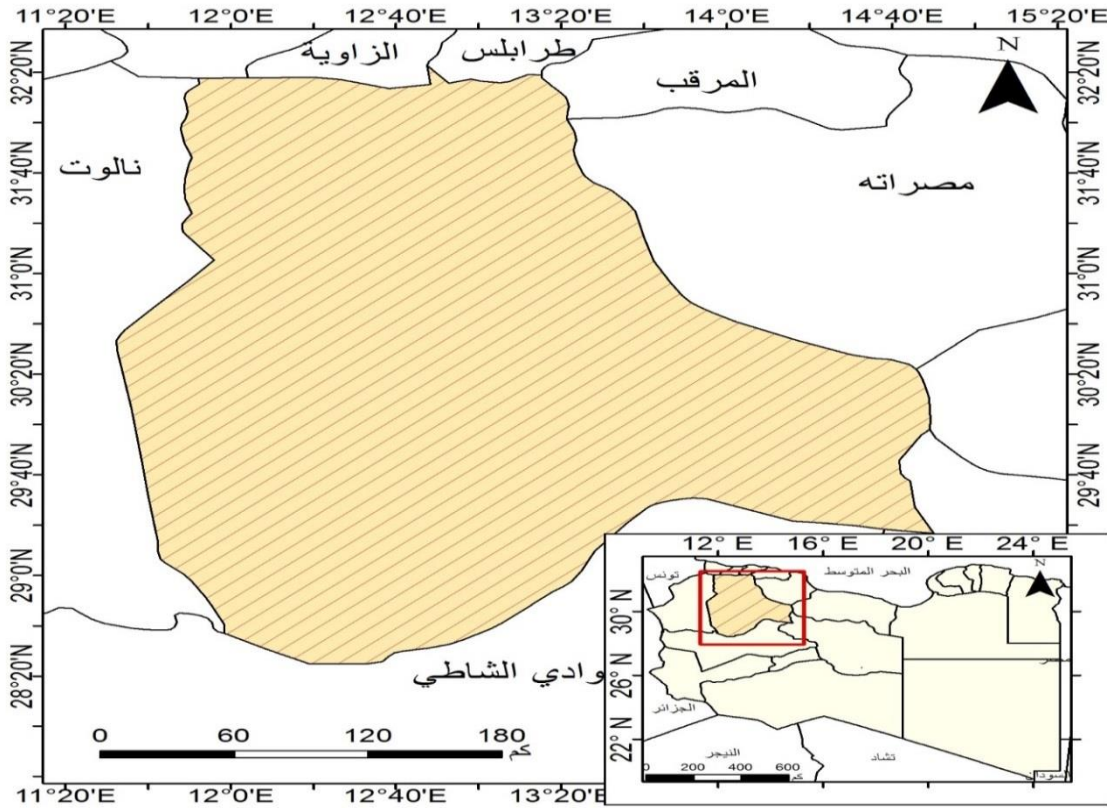 11°20'E 12°0'E 12°40'E 13°20'E 14°0'E 14°40'E 15°20'E
32°20'N 31°40'N 31°0'N 30°20'N 29°40'N 29°0'N 28°20'N
الزاوية
طرابلس
المرقب
N
نالوت
مصراته
وادي الشاطي
0 60 120 180
كم
32°20'N 31°40'N 31°0'N 30°20'N 29°40'N
11°20'E 12°0'E 12°40'E 13°20'E
12°E 16°E 20°E 24°E
30°N 26°N 22°N
تونس
البحر المتوسط
N
مصر
الجزائر
النيجر
تشاد
السودان
0 200 400 600
كم